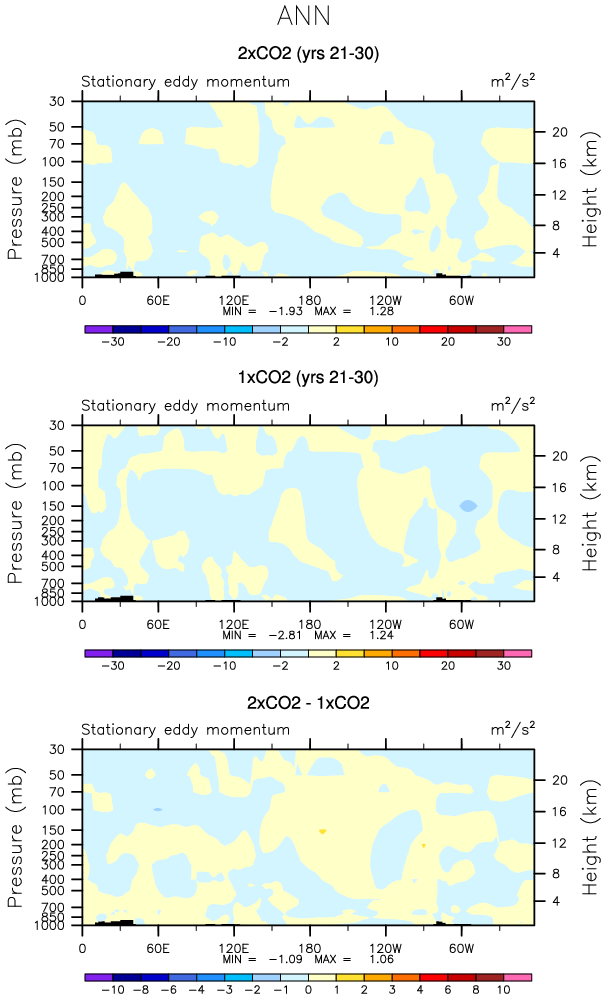 ANN
2xCO2 (yrs 21-30)
Stationary eddy momentum m²/s²
Pressure (mb)
30
50
70
100
150
200
250
300
400
500
700
850
1000
20
16
12
8
4
Height (km)
0 60E 120E 180 120W 60W
MIN = −1.93 MAX = 1.28
−30 −20 −10 −2 2 10 20 30
1xCO2 (yrs 21-30)
Stationary eddy momentum m²/s²
Pressure (mb)
30
50
70
100
150
200
250
300
400
500
700
850
1000
20
16
12
8
4
Height (km)
0 60E 120E 180 120W 60W
MIN = −2.81 MAX = 1.24
−30 −20 −10 −2 2 10 20 30
2xCO2 - 1xCO2
Stationary eddy momentum m²/s²
Pressure (mb)
30
50
70
100
150
200
250
300
400
500
700
850
1000
20
16
12
8
4
Height (km)
0 60E 120E 180 120W 60W
MIN = −1.09 MAX = 1.06
−10 −8 −6 −4 −2 −1 0 1 2 4 6 8 10